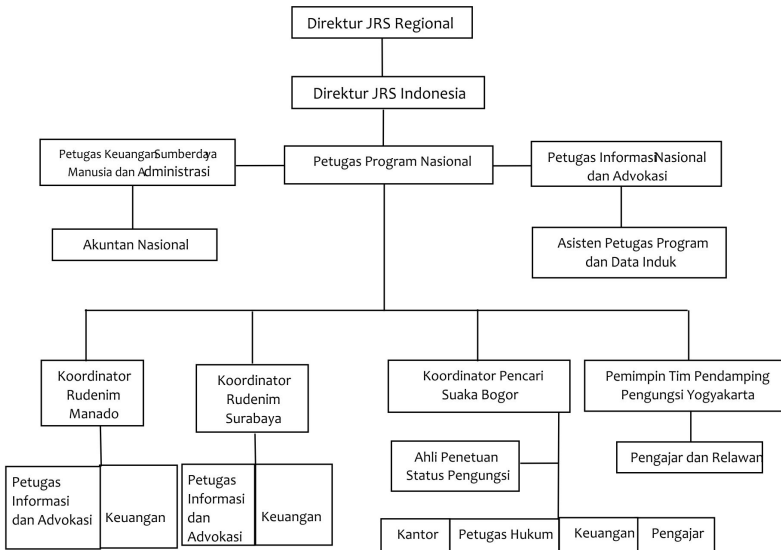 Direktur JRS Regional
Direktur JRS Indonesia
Petugas Keuangan Sumberdaya
Manusia dan Administrasi
Petugas Program Nasional
Petugas Informasi Nasional
dan Advokasi
Akuntan Nasional
Asisten Petugas Program
dan Data Induk
Koordinator
Rudenim
Manado
Koordinator
Rudenim
Surabaya
Koordinator Pencari
Suaka Bogor
Pemimpin Tim Pendamping
Pengungsi Yogyakarta
Petugas
Informasi
dan Advokasi
Keuangan
Petugas
Informasi
dan
Advokasi
Keuangan
Ahli Penetuan
Status Pengungsi
Pengajar dan Relawan
Kantor
Petugas Hukum
Keuangan
Pengajar